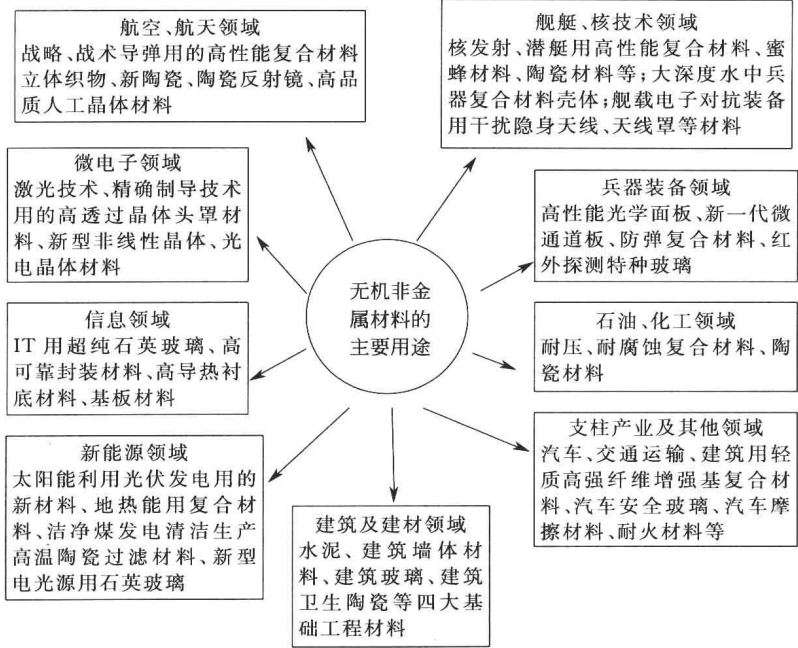 航空、航天领域
战略、战术导弹用的高性能复合材料
立体织物、新陶瓷、陶瓷反射镜、高品
质人工晶体材料
舰艇、核技术领域
核发射、潜艇用高性能复合材料、蜜
蜂材料、陶瓷材料等;大深度水中兵
器复合材料壳体;舰载电子对抗装备
用干扰隐身天线、天线罩等材料
微电子领域
激光技术、精确制导技术
用的高透过晶体头罩材
料、新型非线性晶体、光
电晶体材料
兵器装备领域
高性能光学面板、新一代微
通道板、防弹复合材料、红
外探测特种玻璃
无机非金
属材料的
主要用途
信息领域
IT 用超纯石英玻璃、高
可靠封装材料、高导热衬
底材料、基板材料
石油、化工领域
耐压、耐腐蚀复合材料、陶
瓷材料
新能源领域
太阳能利用光伏发电用的
新材料、地热能用复合材
料、洁净煤发电清洁生产
高温陶瓷过滤材料、新型
电光源用石英玻璃
建筑及建材领域
水泥、建筑墙体材
料、建筑玻璃、建筑
卫生陶瓷等四大基
础工程材料
支柱产业及其他领域
汽车、交通运输、建筑用轻
质高强纤维增强基复合材
料、汽车安全玻璃、汽车摩
擦材料、耐火材料等